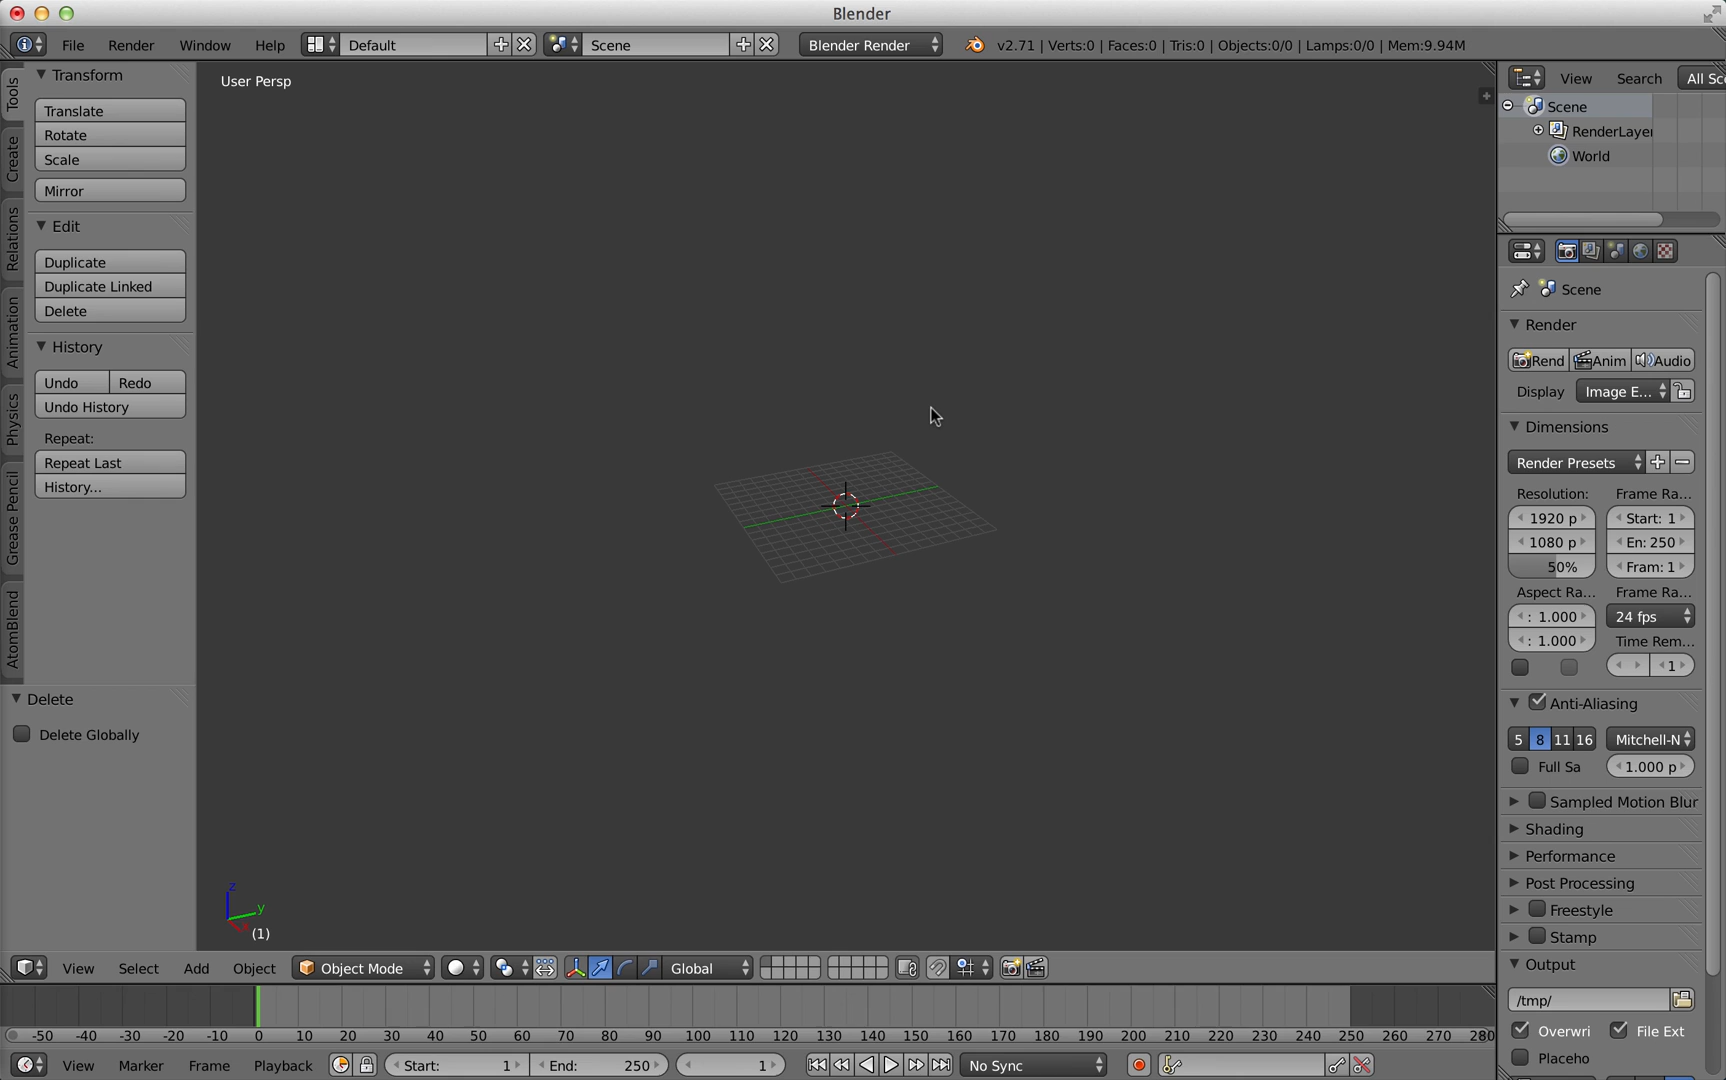 Blender
File Render Window Help Default Scene Blender Render v2.71 | Verts:0 | Faces:0 | Tris:0 | Objects:0/0 | Lamps:0/0 | Mem:9.94M
Tools
Create
Relations
Animation
Physics
Grease Pencil
AtomBlend
Transform
Translate
Rotate
Scale
Mirror
Edit
Duplicate
Duplicate Linked
Delete
History
Undo Redo
Undo History
Repeat:
Repeat Last
History...
Delete
Delete Globally
User Persp
z
y
x
(1)
View Select Add Object Object Mode Global
-50 -40 -30 -20 -10 0 10 20 30 40 50 60 70 80 90 100 110 120 130 140 150 160 170 180 190 200 210 220 230 240 250 260 270 280
View Marker Frame Playback Start: 1 End: 250 1 No Sync
View Search All Sc
Scene
RenderLayer
World
Scene
Render
Rend Anim Audio
Display Image E...
Dimensions
Render Presets
Resolution: Frame Ra...
1920 p Start: 1
1080 p En: 250
50% Fram: 1
Aspect Ra... Frame Ra...
: 1.000 24 fps
: 1.000 Time Rem...
1
Anti-Aliasing
5 8 11 16 Mitchell-N
Full Sa 1.000 p
Sampled Motion Blur
Shading
Performance
Post Processing
Freestyle
Stamp
Output
/tmp/
Overwri File Ext
Placeho